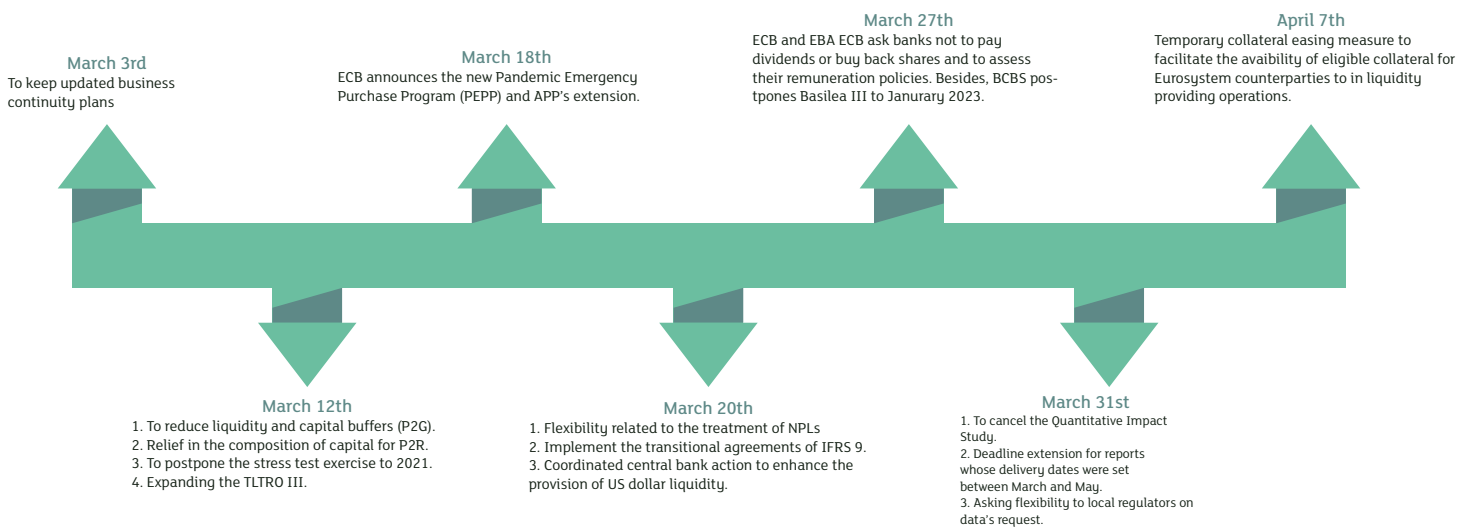 March 3rd
To keep updated business
continuity plans
March 18th
ECB announces the new Pandemic Emergency
Purchase Program (PEPP) and APP's extension.
March 27th
ECB and EBA ECB ask banks not to pay
dividends or buy back shares and to assess
their remuneration policies. Besides, BCBS pos-
tpones Basilea III to Janurary 2023.
April 7th
Temporary collateral easing measure to
facilitate the avaibility of eligible collateral for
Eurosystem counterparties to in liquidity
providing operations.
March 12th
1. To reduce liquidity and capital buffers (P2G).
2. Relief in the composition of capital for P2R.
3. To postpone the stress test exercise to 2021.
4. Expanding the TLTRO III.
March 20th
1. Flexibility related to the treatment of NPLs
2. Implement the transitional agreements of IFRS 9.
3. Coordinated central bank action to enhance the
provision of US dollar liquidity.
March 31st
1. To cancel the Quantitative Impact
Study.
2. Deadline extension for reports
whose delivery dates were set
between March and May.
3. Asking flexibility to local regulators on
data's request.